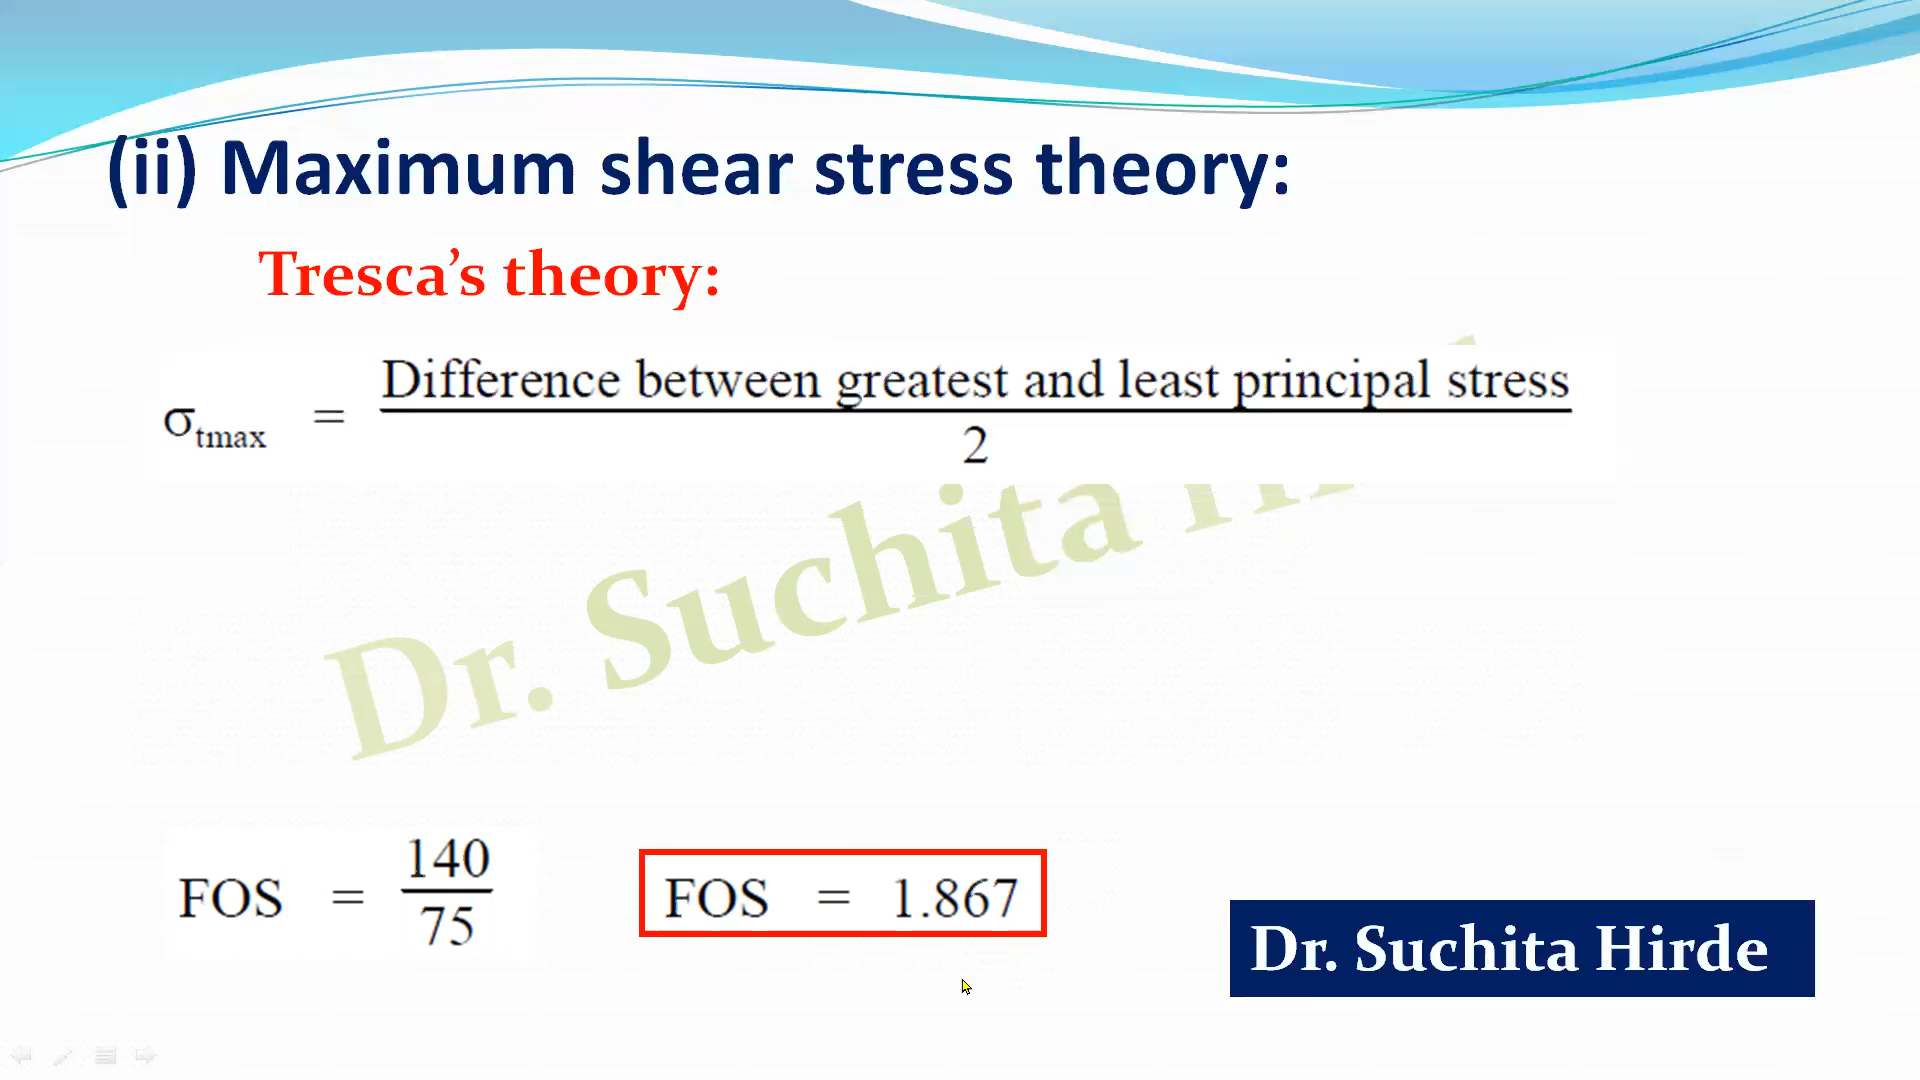 (ii) Maximum shear stress theory:
Tresca’s theory:
σtmax = Difference between greatest and least principal stress / 2
Dr. Suchita Hi
FOS = 140 / 75
FOS = 1.867
Dr. Suchita Hirde